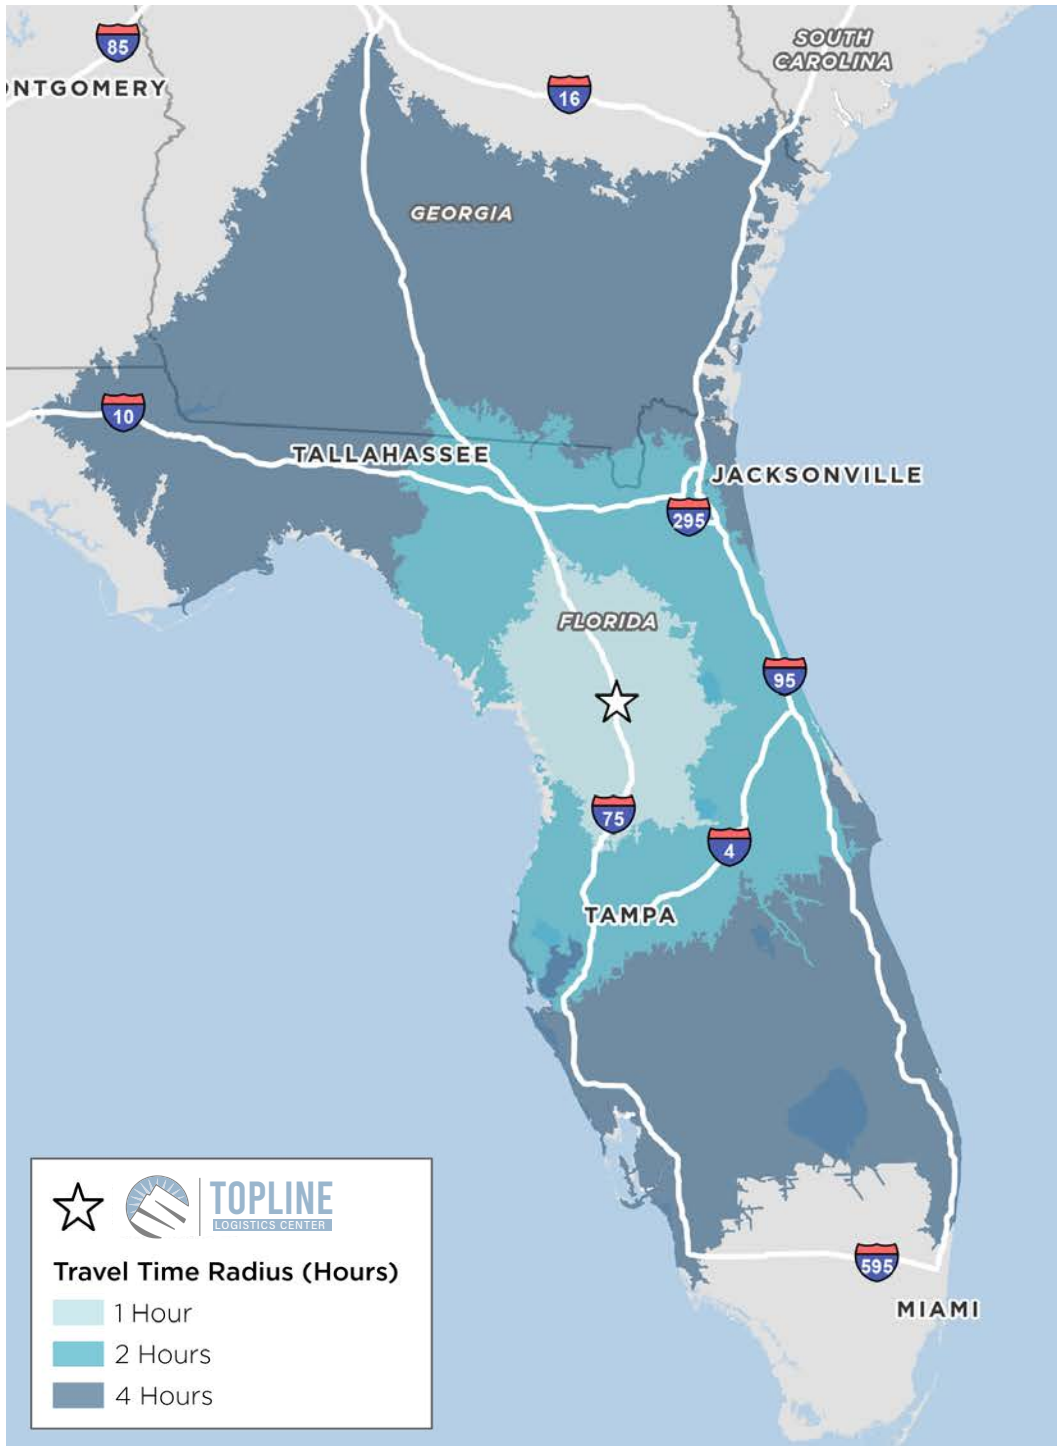 85
SOUTH
CAROLINA
NTGOMERY
16
GEORGIA
10
TALLAHASSEE
JACKSONVILLE
295
FLORIDA
95
75
4
TAMPA
TOPLINE
LOGISTICS CENTER
Travel Time Radius (Hours)
1 Hour
2 Hours
4 Hours
595
MIAMI